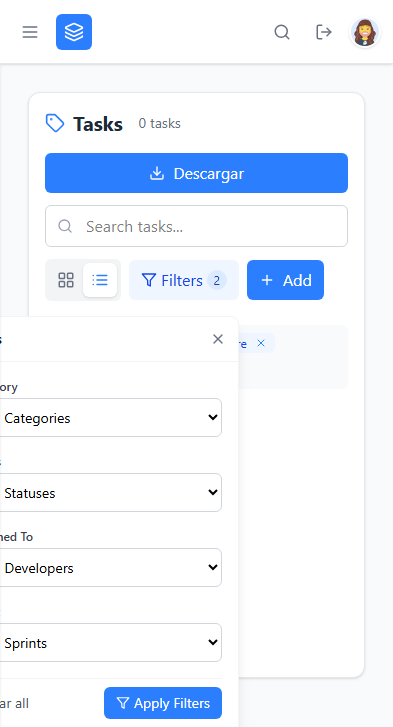 Tasks 0 tasks
Descargar
Search tasks...
Filters 2
Add
re
ory
Categories
s
Statuses
ned To
Developers
Sprints
ar all
Apply Filters